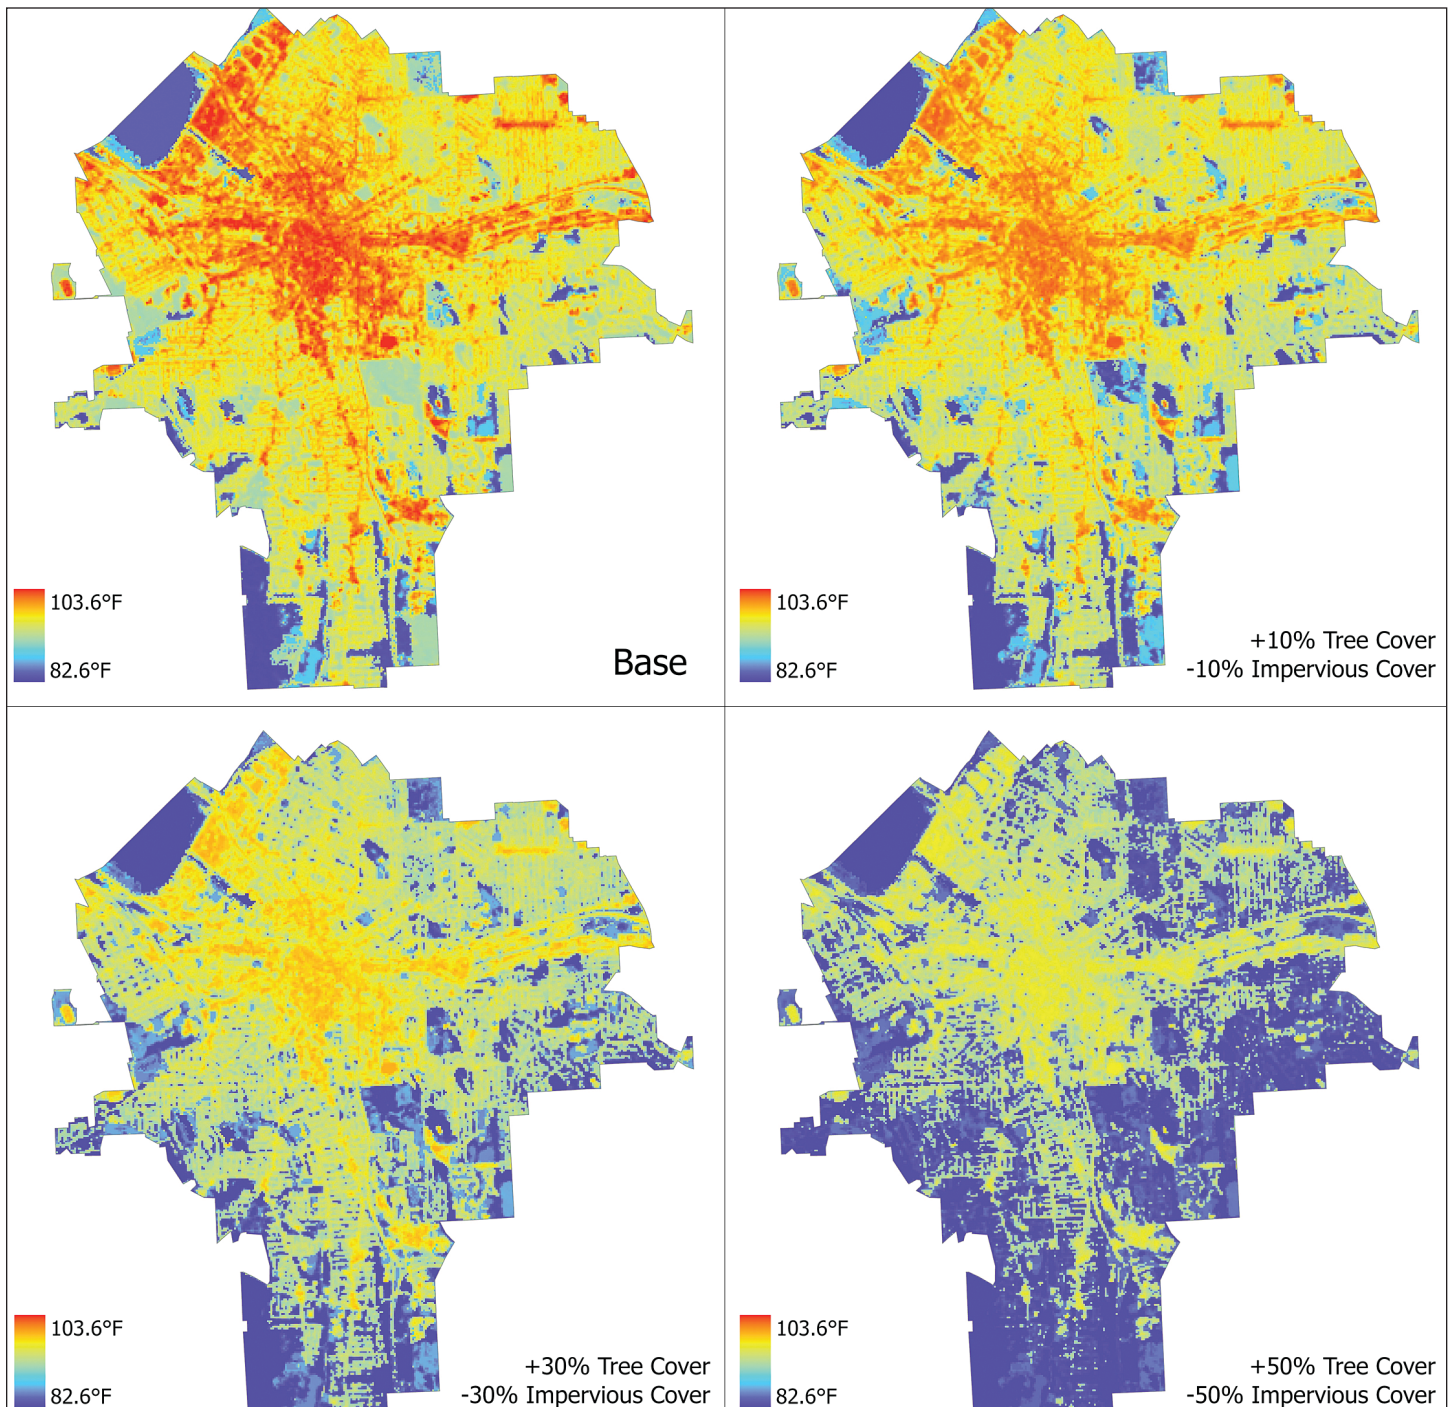 103.6°F
82.6°F
Base
103.6°F
82.6°F
+10% Tree Cover
-10% Impervious Cover
103.6°F
82.6°F
+30% Tree Cover
-30% Impervious Cover
103.6°F
82.6°F
+50% Tree Cover
-50% Impervious Cover